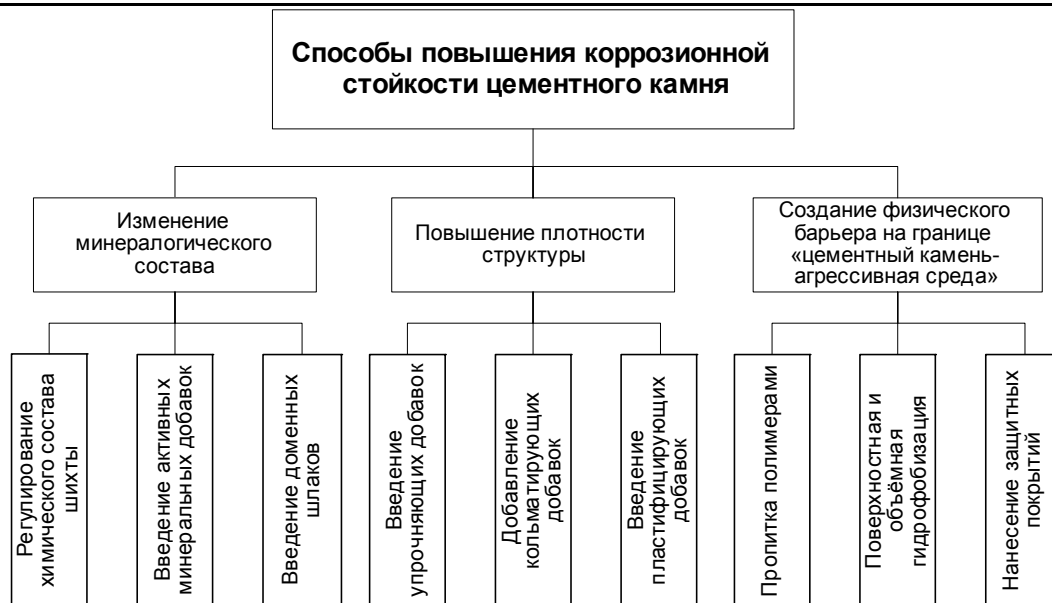 Способы повышения коррозионной
стойкости цементного камня
Изменение
минералогического
состава
Повышение плотности
структуры
Создание физического
барьера на границе
«цементный камень-
агрессивная среда»
Регулирование
химического состава
шихты
Введение активных
минеральных добавок
Введение доменных
шлаков
Введение
упрочняющих добавок
Добавление
кольматирующих
добавок
Введение
пластифицирующих
добавок
Пропитка полимерами
Поверхностная и
объёмная
гидрофобизация
Нанесение защитных
покрытий